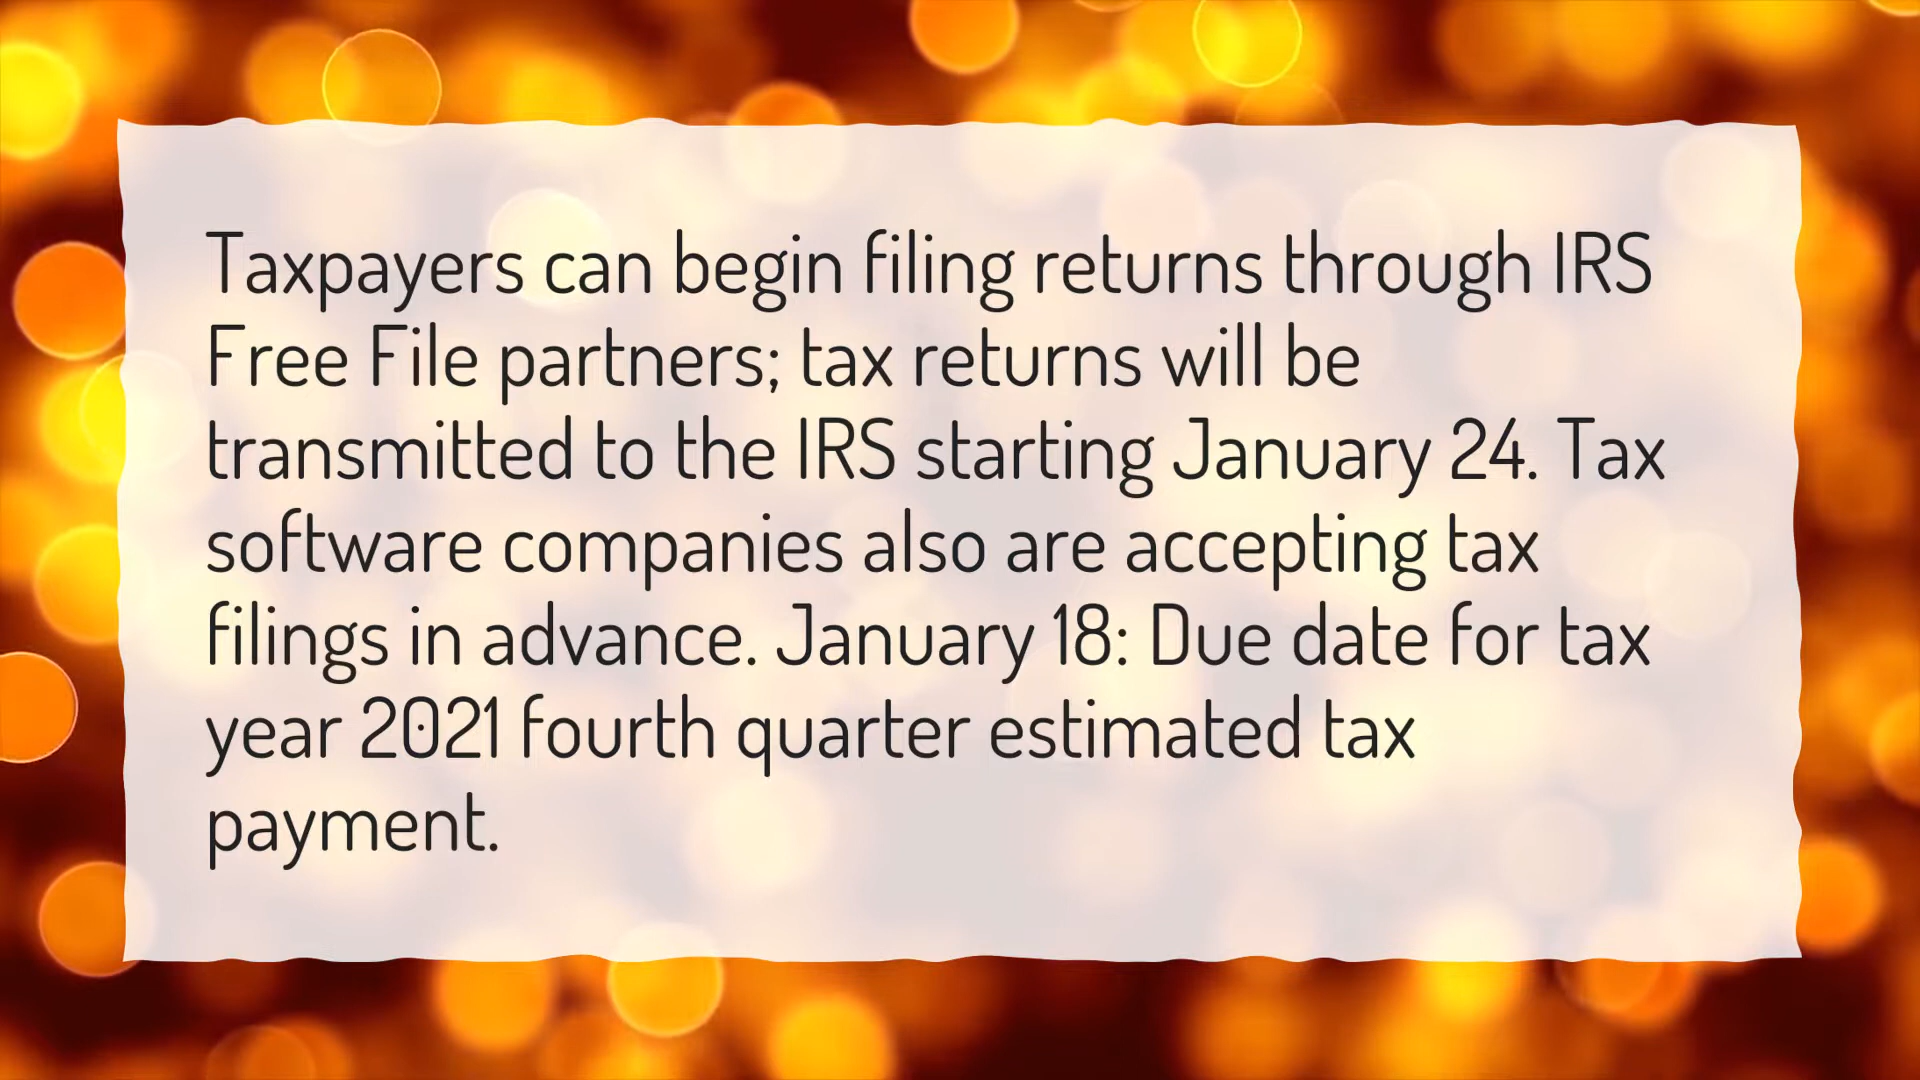 Taxpayers can begin filing returns through IRS
Free File partners; tax returns will be
transmitted to the IRS starting January 24. Tax
software companies also are accepting tax
filings in advance. January 18: Due date for tax
year 2021 fourth quarter estimated tax
payment.